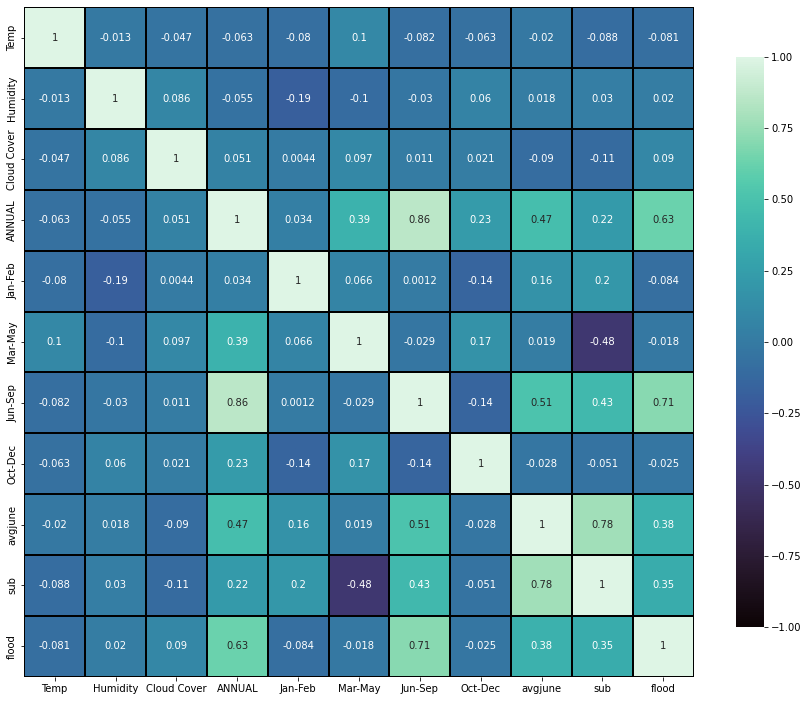 Temp 1 -0.013 -0.047 -0.063 -0.08 0.1 -0.082 -0.063 -0.02 -0.088 -0.081
Humidity -0.013 1 0.086 -0.055 -0.19 -0.1 -0.03 0.06 0.018 0.03 0.02
Cloud Cover -0.047 0.086 1 0.051 0.0044 0.097 0.011 0.021 -0.09 -0.11 0.09
ANNUAL -0.063 -0.055 0.051 1 0.034 0.39 0.86 0.23 0.47 0.22 0.63
Jan-Feb -0.08 -0.19 0.0044 0.034 1 0.066 0.0012 -0.14 0.16 0.2 -0.084
Mar-May 0.1 -0.1 0.097 0.39 0.066 1 -0.029 0.17 0.019 -0.48 -0.018
Jun-Sep -0.082 -0.03 0.011 0.86 0.0012 -0.029 1 -0.14 0.51 0.43 0.71
Oct-Dec -0.063 0.06 0.021 0.23 -0.14 0.17 -0.14 1 -0.028 -0.051 -0.025
avgjune -0.02 0.018 -0.09 0.47 0.16 0.019 0.51 -0.028 1 0.78 0.38
sub -0.088 0.03 -0.11 0.22 0.2 -0.48 0.43 -0.051 0.78 1 0.35
flood -0.081 0.02 0.09 0.63 -0.084 -0.018 0.71 -0.025 0.38 0.35 1
Temp Humidity Cloud Cover ANNUAL Jan-Feb Mar-May Jun-Sep Oct-Dec avgjune sub flood
1.00
0.75
0.50
0.25
0.00
−0.25
−0.50
−0.75
−1.00